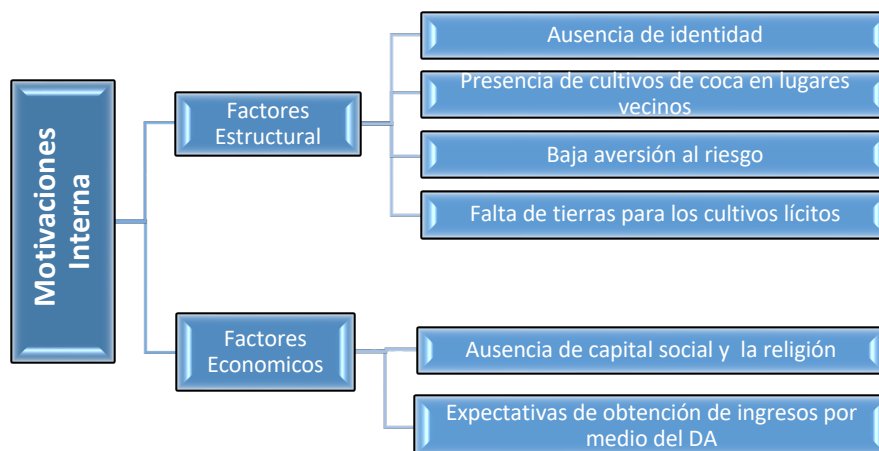 Motivaciones
Interna
Factores
Estructural
Ausencia de identidad
Presencia de cultivos de coca en lugares
vecinos
Baja aversión al riesgo
Falta de tierras para los cultivos lícitos
Factores
Economicos
Ausencia de capital social y la religión
Expectativas de obtención de ingresos por
medio del DA